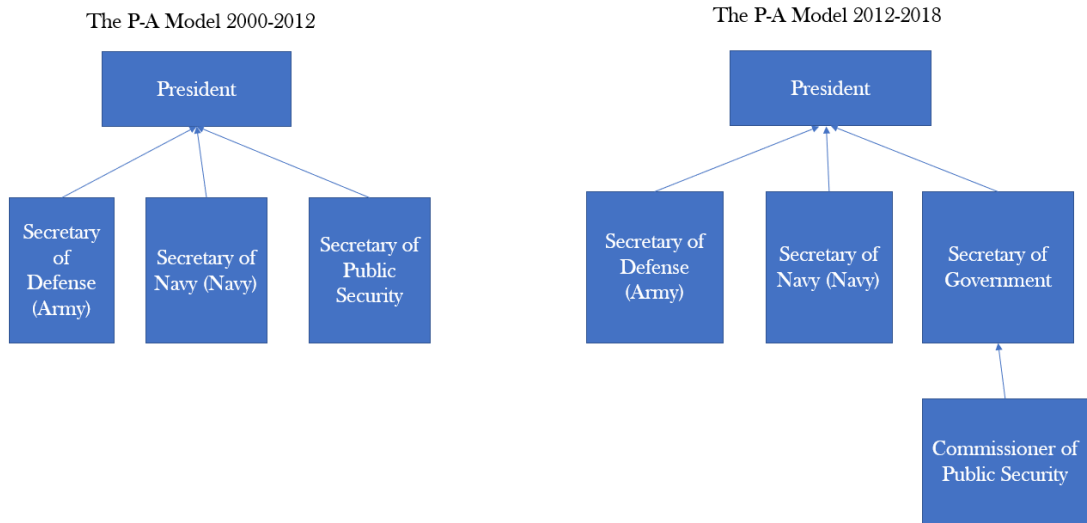 The P-A Model 2000-2012
President
Secretary
of
Defense
(Army)
Secretary of
Navy (Navy)
Secretary of
Public
Security
The P-A Model 2012-2018
President
Secretary of
Defense
(Army)
Secretary of
Navy (Navy)
Secretary of
Government
Commissioner of
Public Security